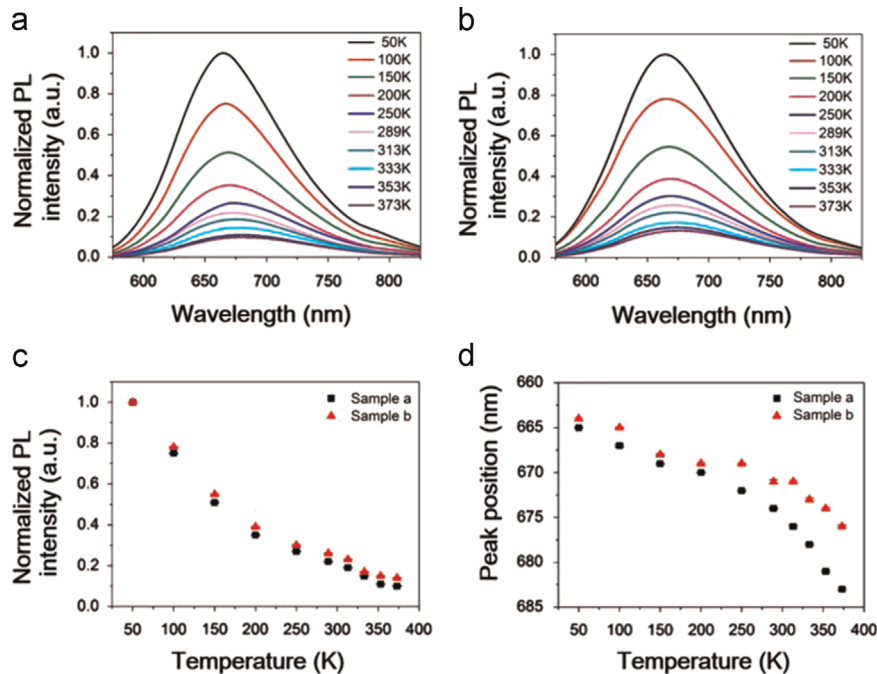 a
Normalized PL
intensity (a.u.)
1.0
0.8
0.6
0.4
0.2
0.0
50K
100K
150K
200K
250K
289K
313K
333K
353K
373K
600 650 700 750 800
Wavelength (nm)
b
Normalized PL
intensity (a.u.)
1.0
0.8
0.6
0.4
0.2
0.0
50K
100K
150K
200K
250K
289K
313K
333K
353K
373K
600 650 700 750 800
Wavelength (nm)
c
Normalized PL
intensity (a.u.)
1.0
0.8
0.6
0.4
0.2
0.0
Sample a
Sample b
50 100 150 200 250 300 350 400
Temperature (K)
d
Peak position (nm)
660
665
670
675
680
685
Sample a
Sample b
50 100 150 200 250 300 350 400
Temperature (K)